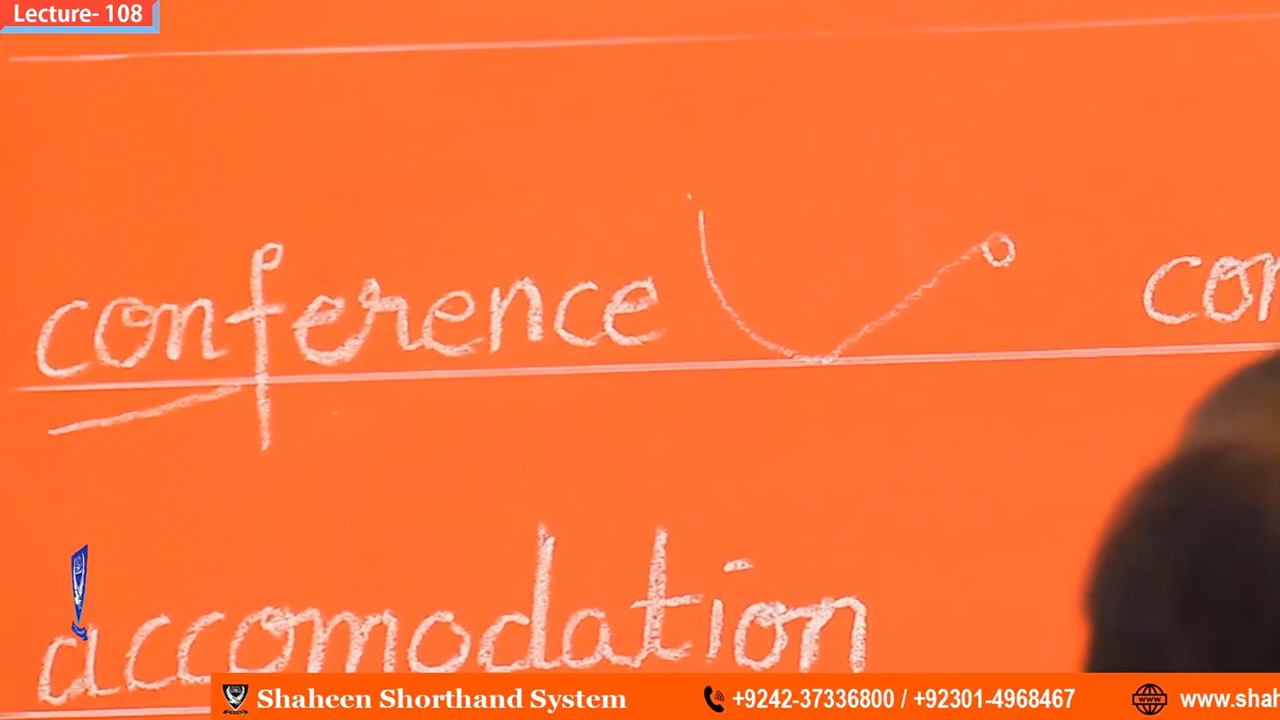 Lecture- 108
conference
accomodation
Shaheen Shorthand System
+9242-37336800 / +92301-4968467